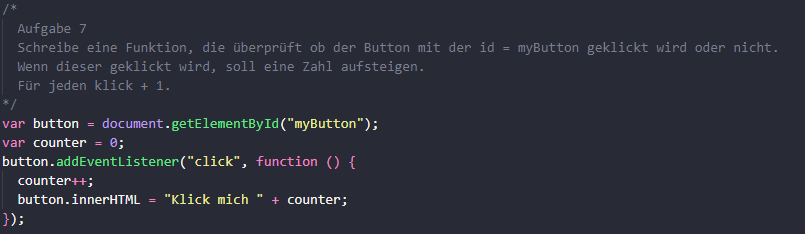 /*
Aufgabe 7
Schreibe eine Funktion, die überprüft ob der Button mit der id = myButton geklickt wird oder nicht.
Wenn dieser geklickt wird, soll eine Zahl aufsteigen.
Für jeden klick + 1.
*/
var button = document.getElementById("myButton");
var counter = 0;
button.addEventListener("click", function () {
  counter++;
  button.innerHTML = "Klick mich " + counter;
});